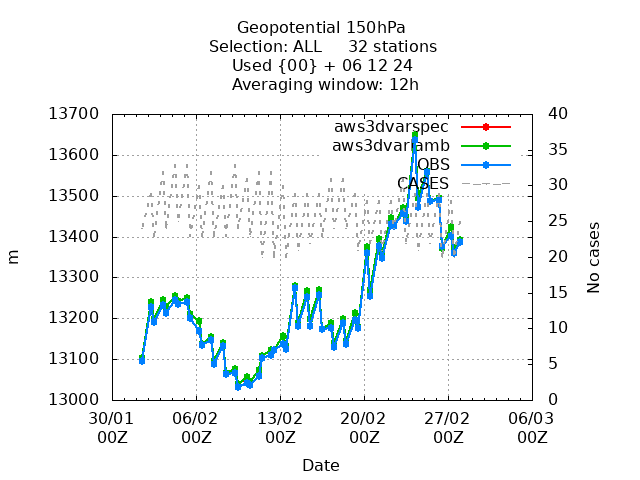 Geopotential 150hPa
Selection: ALL 32 stations
Used {00} + 06 12 24
Averaging window: 12h
13700
13600
13500
13400
13300
13200
13100
13000
40
35
30
25
20
15
10
5
0
aws3dvarspec
aws3dvariamb
OBS
CASES
m
No cases
30/01 06/02 13/02 20/02 27/02 06/03
00Z 00Z 00Z 00Z 00Z 00Z
Date